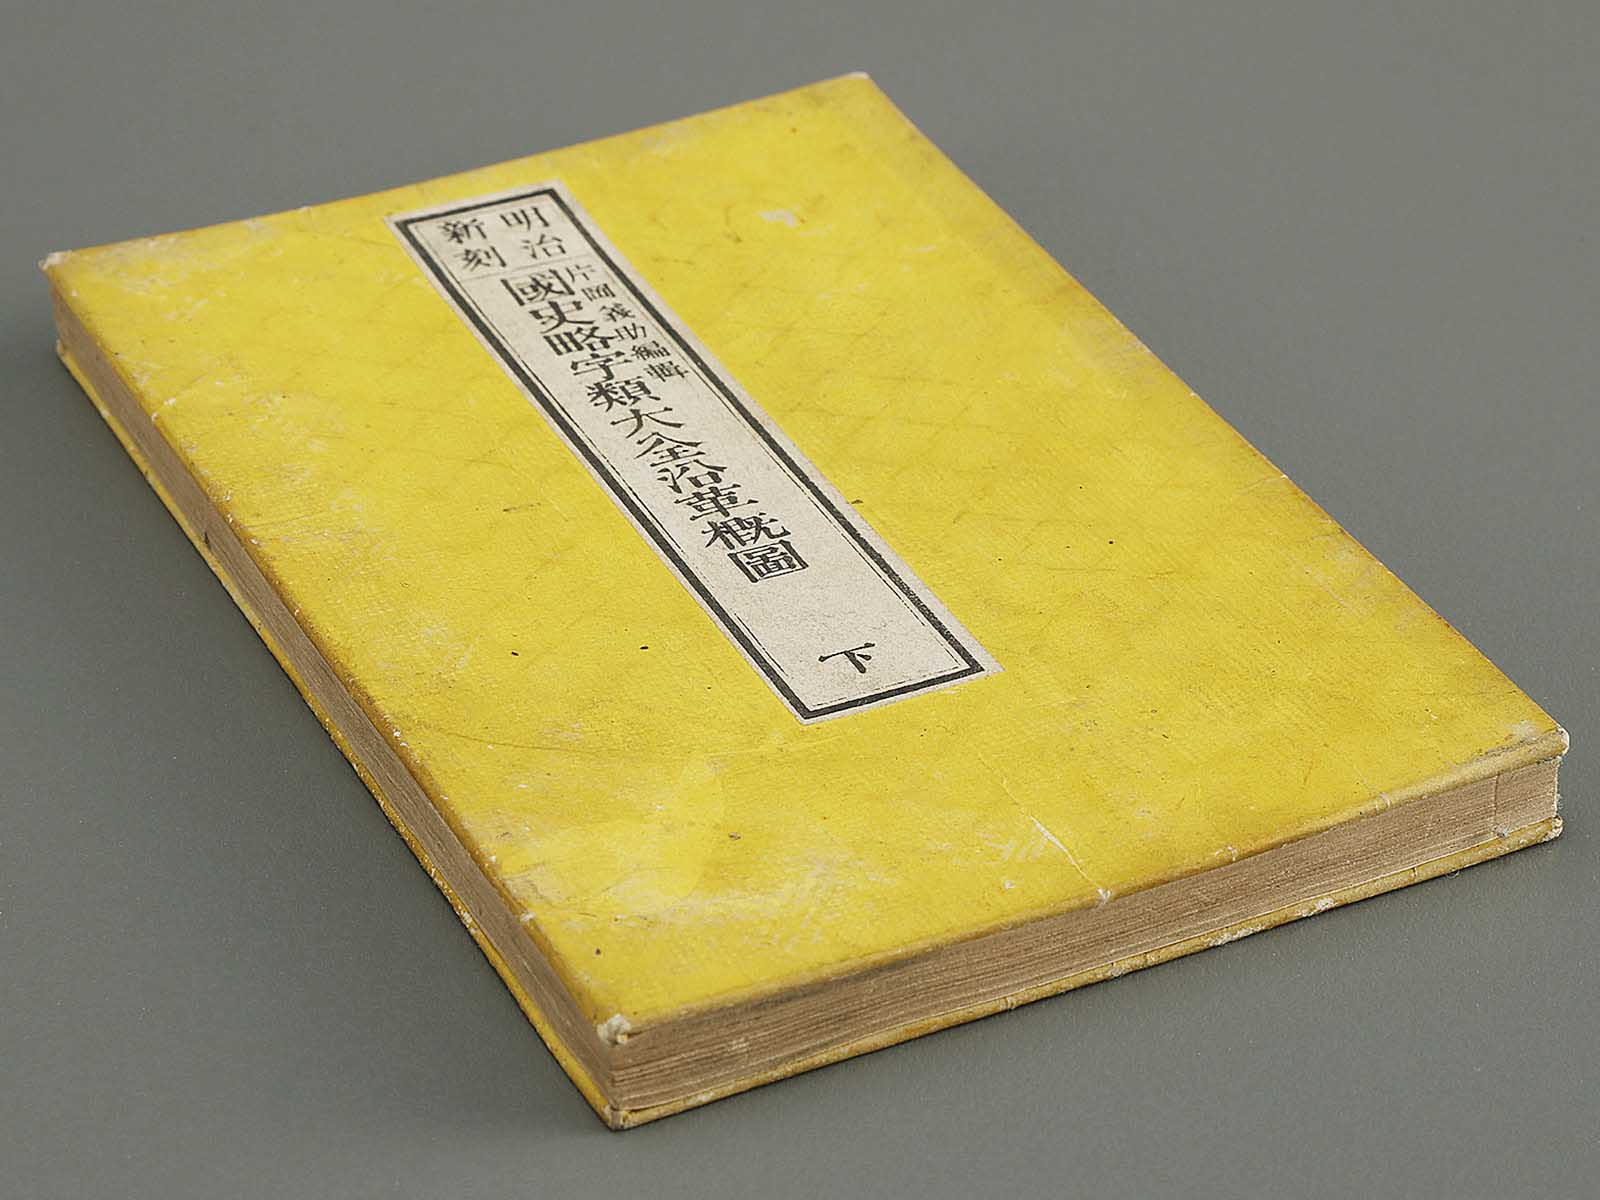 明治
新刻
片岡義助編輯
國史略字類大全沿革概圖
下